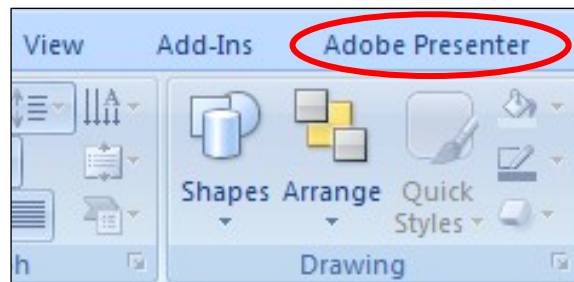 View Add-Ins Adobe Presenter
Shapes Arrange Quick
Styles
h Drawing